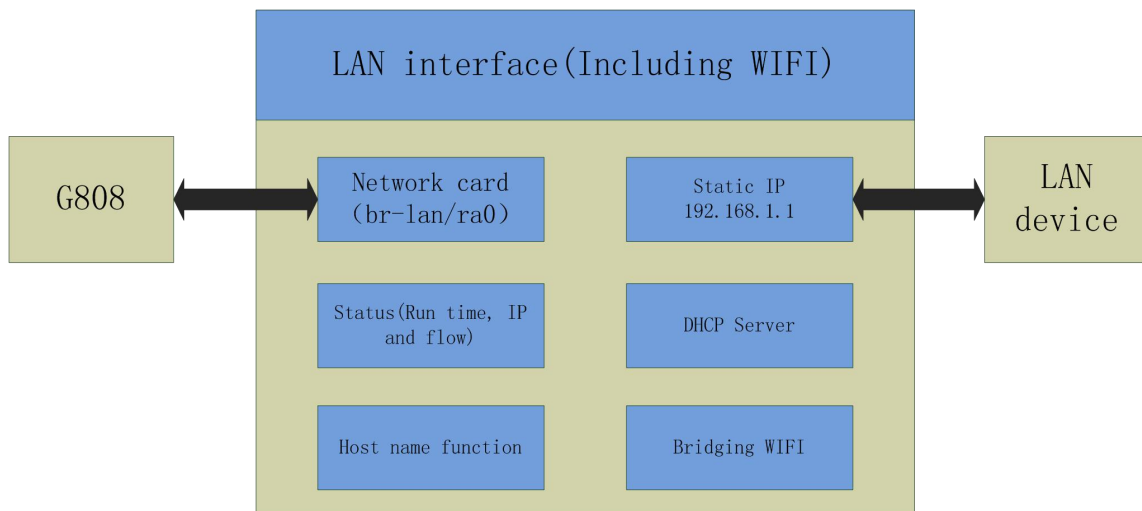 LAN interface(Including WIFI)
G808
Network card
(br-lan/ra0)
Static IP
192.168.1.1
LAN
device
Status(Run time, IP
and flow)
DHCP Server
Host name function
Bridging WIFI